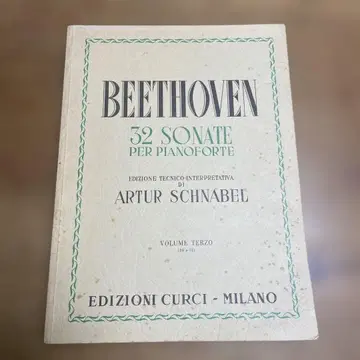 BEETHOVEN
32 SONATE
PER PIANOFORTE
EDIZIONE TECNICO-INTERPRETATIVA
DI
ARTUR SCHNABEL
VOLUME TERZO
EDIZIONI CURCI - MILANO